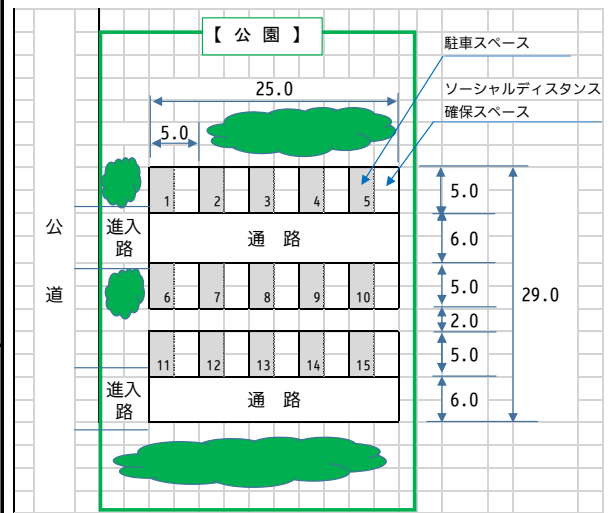 【 公 園 】
駐車スペース
25.0
ソーシャルディスタンス
確保スペース
5.0
1
2
3
4
5
5.0
公
道
進入
路
通 路
6.0
6
7
8
9
10
5.0
29.0
2.0
11
12
13
14
15
5.0
進入
路
通 路
6.0